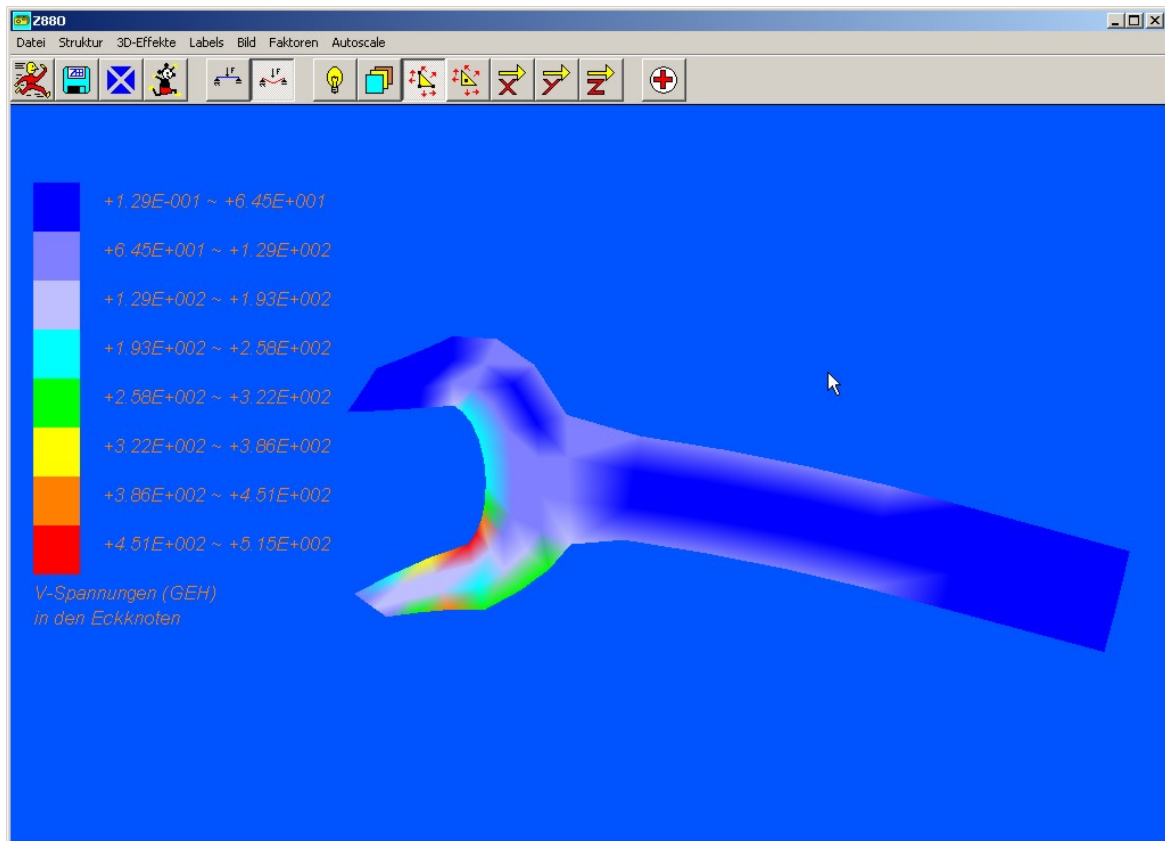 Z88O
Datei Struktur 3D-Effekte Labels Bild Faktoren Autoscale
+1.29E-001 ~ +6.45E+001
+6.45E+001 ~ +1.29E+002
+1.29E+002 ~ +1.93E+002
+1.93E+002 ~ +2.58E+002
+2.58E+002 ~ +3.22E+002
+3.22E+002 ~ +3.86E+002
+3.86E+002 ~ +4.51E+002
+4.51E+002 ~ +5.15E+002
V-Spannungen (GEH)
in den Eckknoten